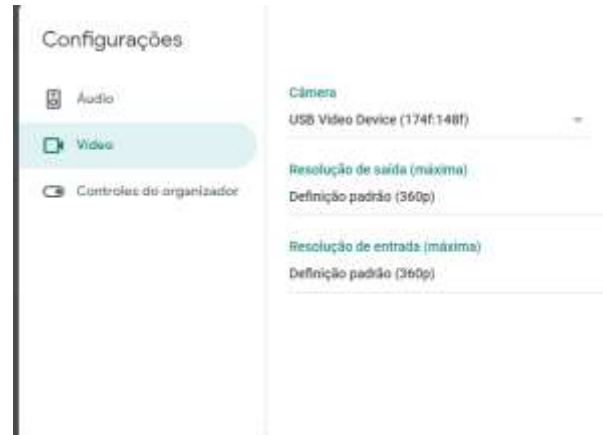 Configurações
Áudio
Vídeo
Controles do organizador
Câmera
USB Video Device (174f:148f)
Resolução de saída (máxima)
Definição padrão (360p)
Resolução de entrada (máxima)
Definição padrão (360p)